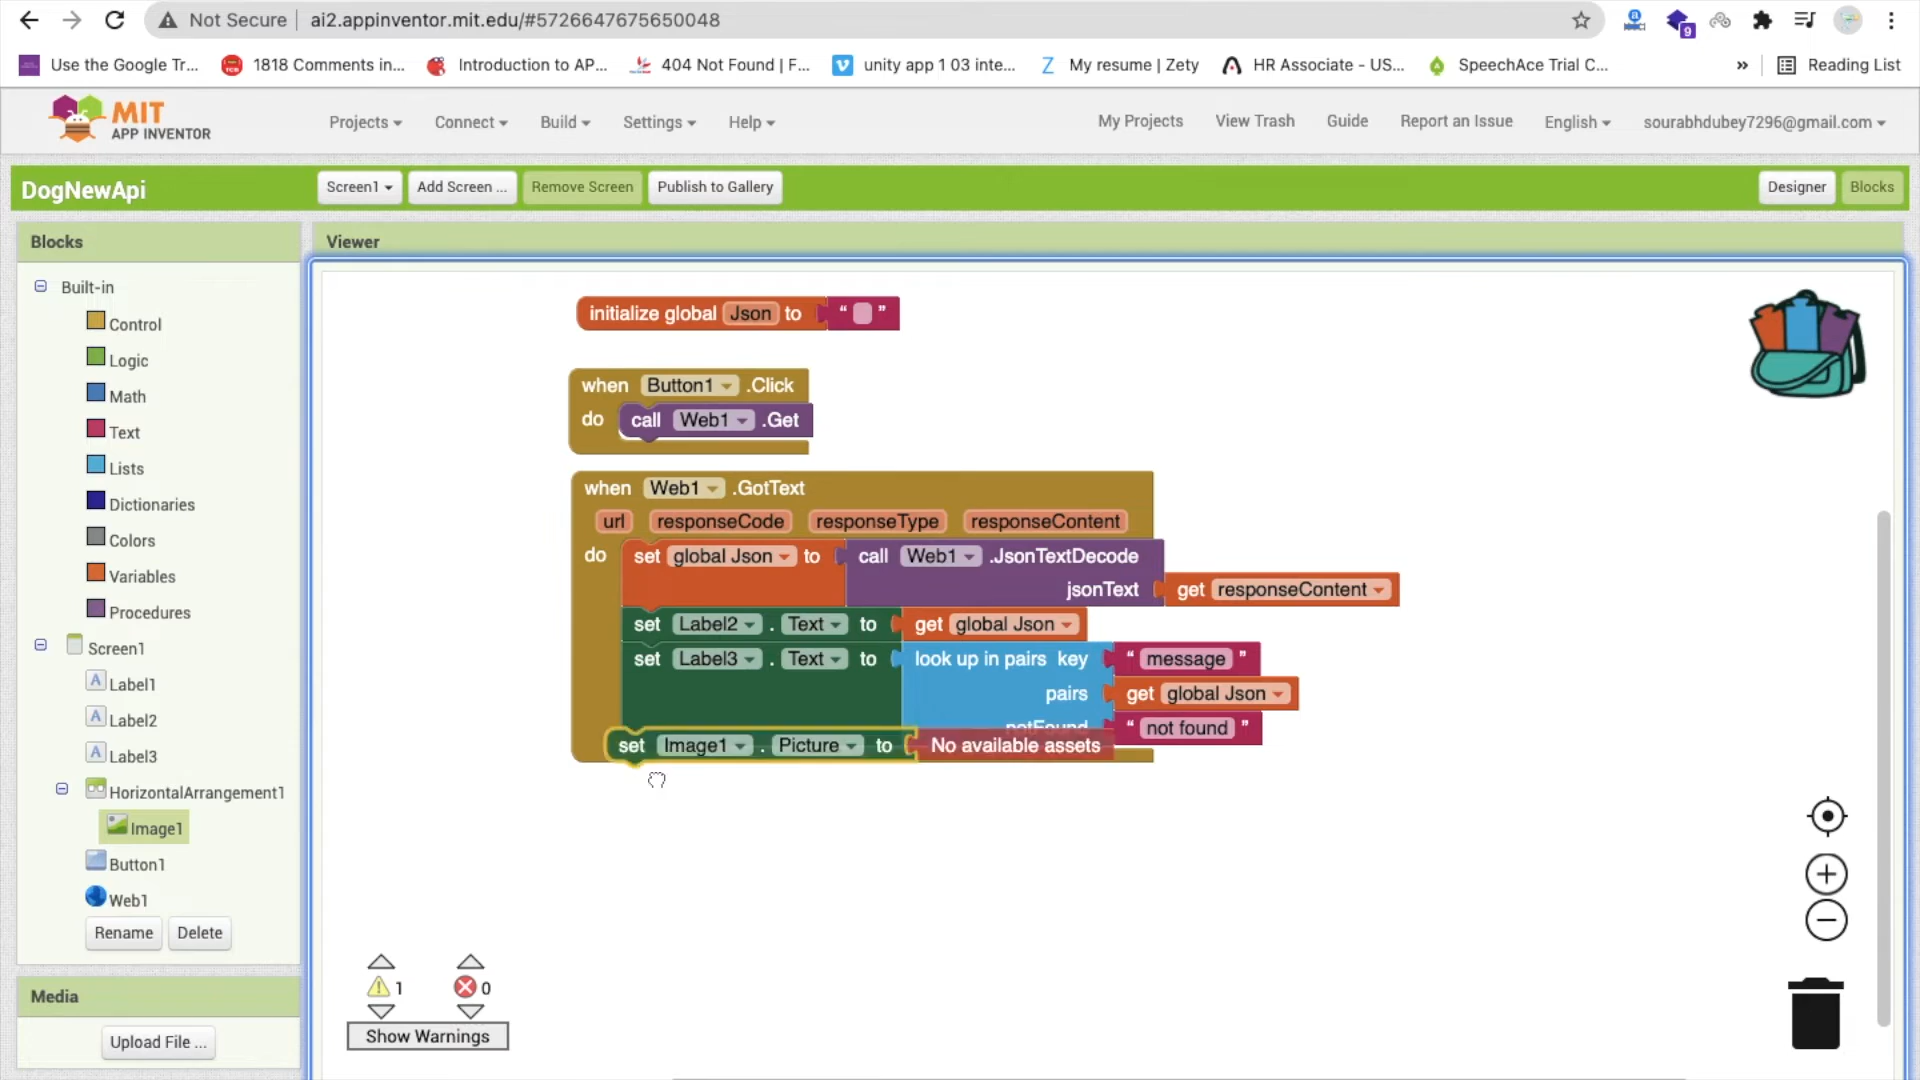 Not Secure | ai2.appinventor.mit.edu/#5726647675650048
9
Use the Google Tr... 1818 Comments in... Introduction to AP... 404 Not Found | F... unity app 1 03 inte... My resume | Zety HR Associate - US... SpeechAce Trial C... » Reading List
MIT
APP INVENTOR
Projects Connect Build Settings Help My Projects View Trash Guide Report an Issue English sourabhdubey7296@gmail.com
DogNewApi Screen1 Add Screen ... Remove Screen Publish to Gallery Designer Blocks
Blocks Viewer
Built-in
Control
Logic
Math
Text
Lists
Dictionaries
Colors
Variables
Procedures
Screen1
Label1
Label2
Label3
HorizontalArrangement1
Image1
Button1
Web1
Rename Delete
Media
Upload File ...
initialize global Json to “ ”
when Button1 .Click
do call Web1 .Get
when Web1 .GotText
url responseCode responseType responseContent
do set global Json to call Web1 .JsonTextDecode
jsonText get responseContent
set Label2 . Text to get global Json
set Label3 . Text to look up in pairs key “ message ”
pairs get global Json
notFound “ not found ”
set Image1 . Picture to No available assets
1 0
Show Warnings